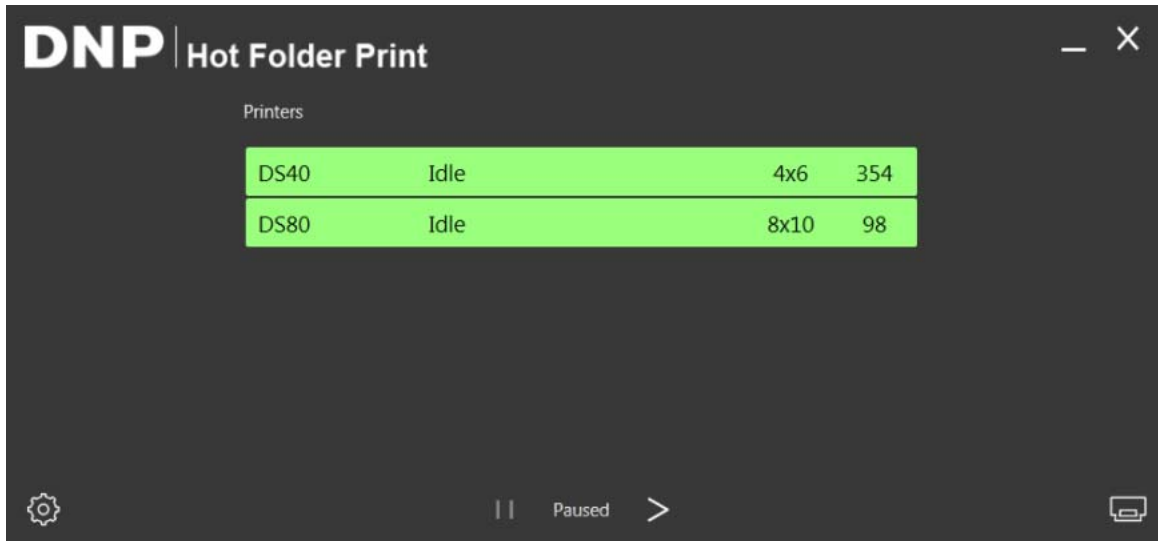 DNP Hot Folder Print
Printers
DS40 Idle 4x6 354
DS80 Idle 8x10 98
Paused